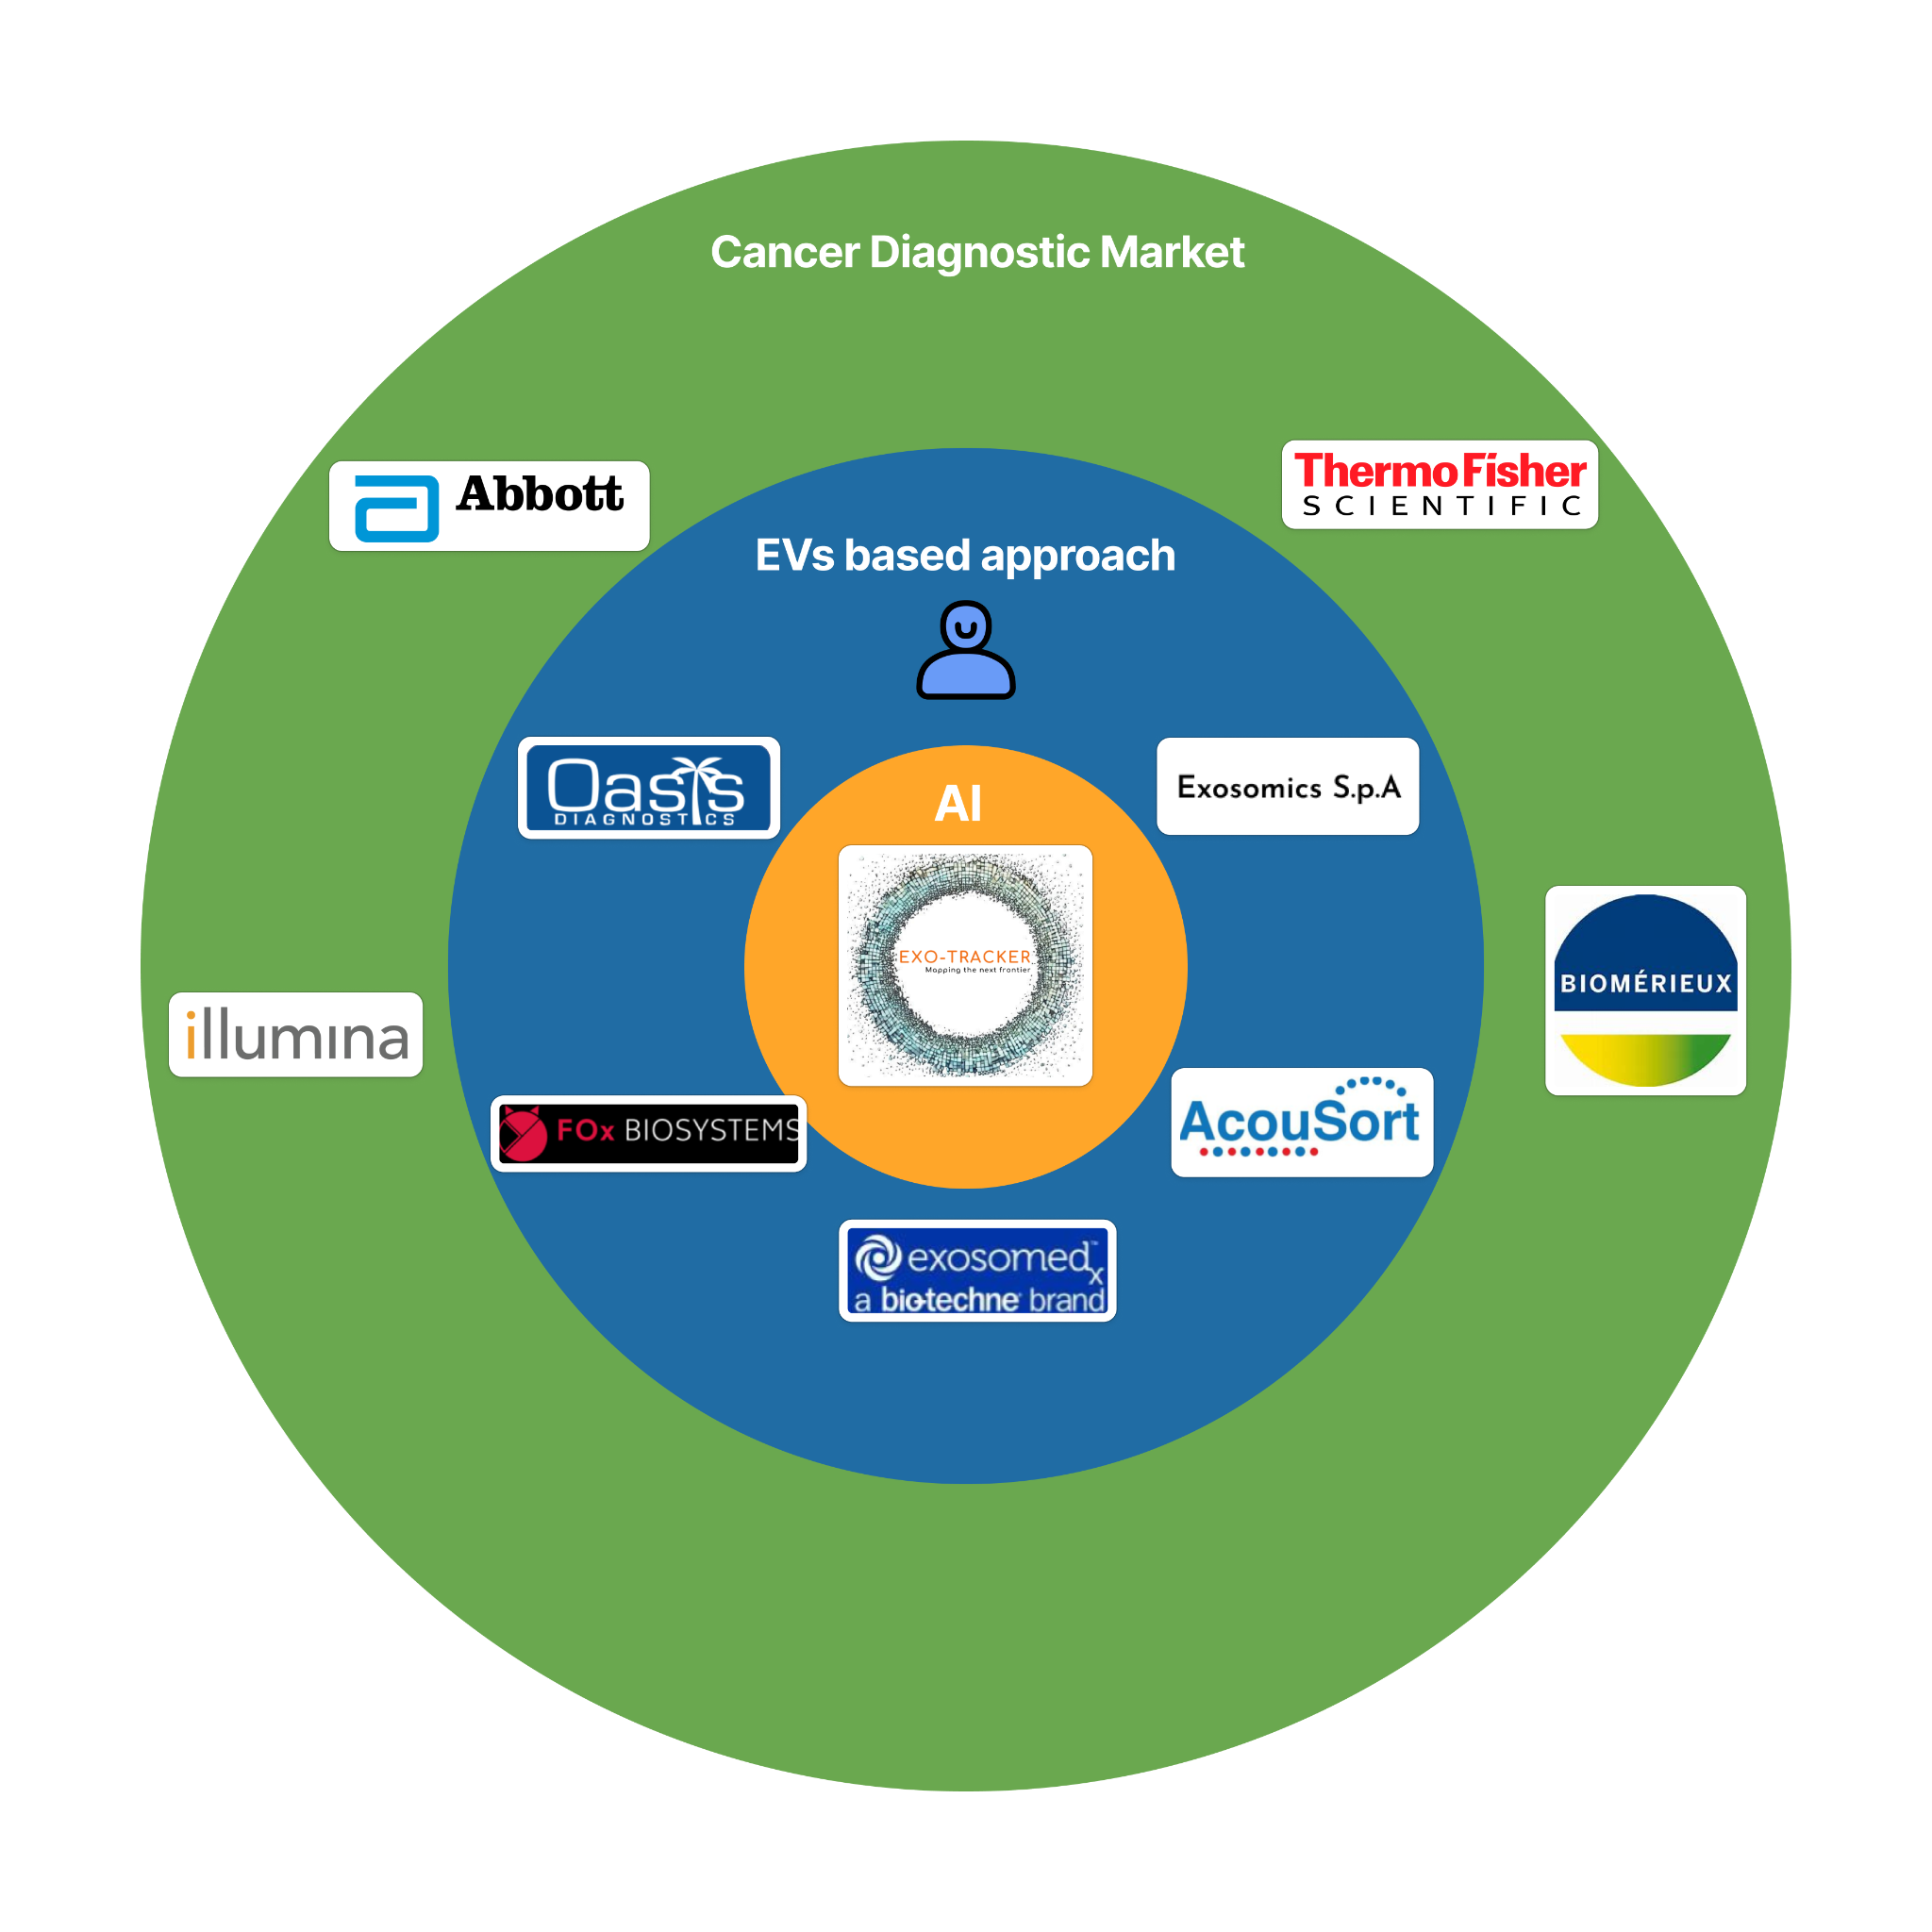 Cancer Diagnostic Market
Abbott
ThermoFisher
SCIENTIFIC
EVs based approach
Oasis
DIAGNOSTICS
Exosomics S.p.A
AI
EXO-TRACKER
Mapping the next frontier
BIOMÉRIEUX
illumina
FOx BIOSYSTEMS
AcouSort
exosomedx™
a bio-techne brand